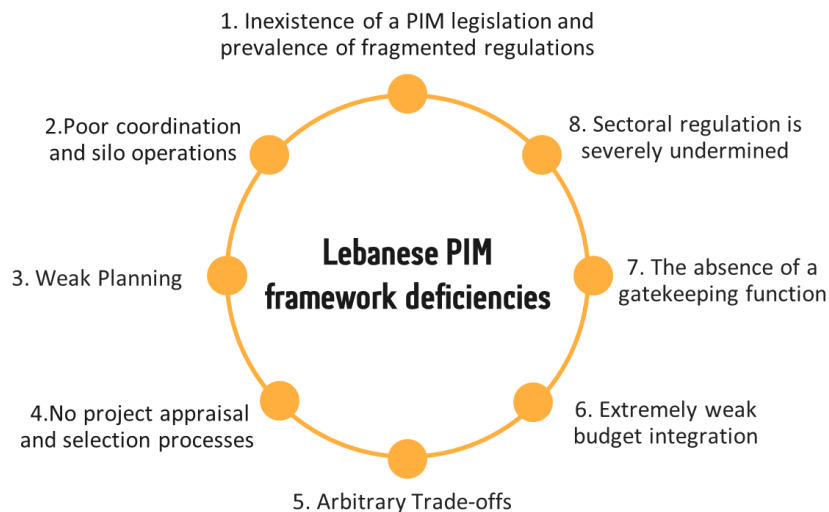 1. Inexistence of a PIM legislation and
prevalence of fragmented regulations
2.Poor coordination
and silo operations
3. Weak Planning
4.No project appraisal
and selection processes
5. Arbitrary Trade-offs
6. Extremely weak
budget integration
7. The absence of a
gatekeeping function
8. Sectoral regulation is
severely undermined
Lebanese PIM
framework deficiencies